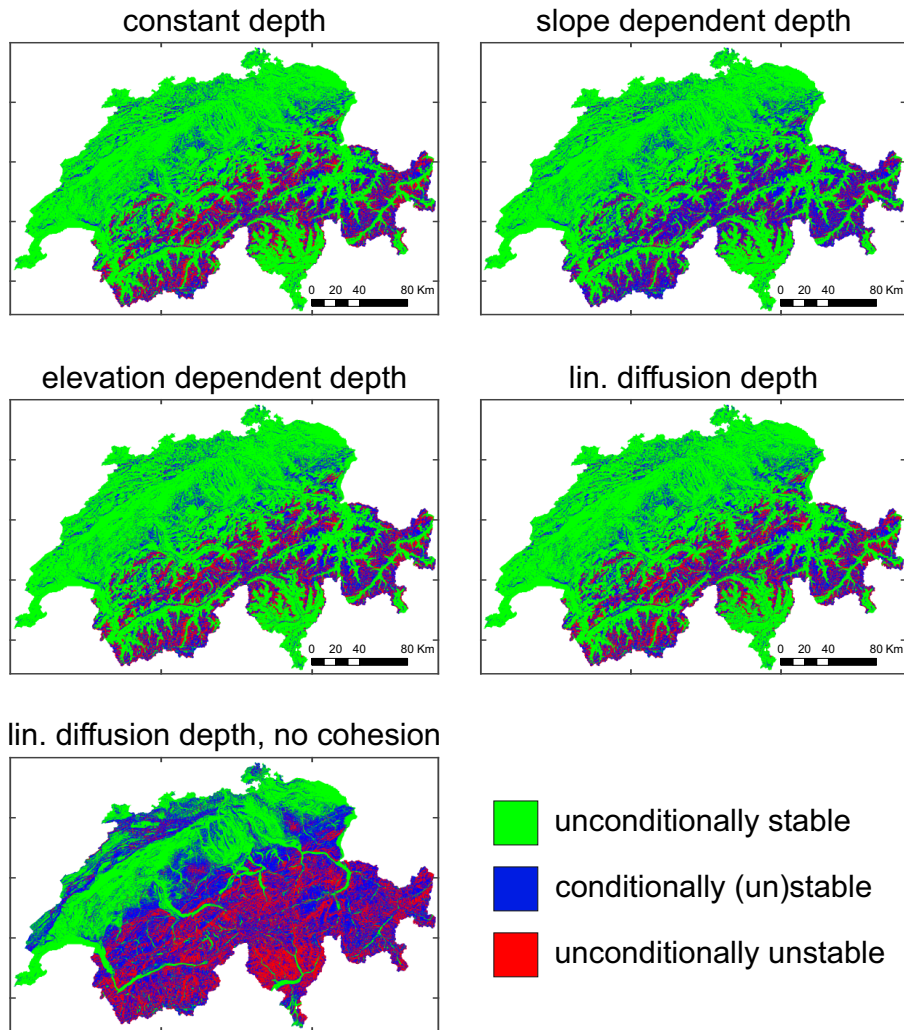 constant depth
slope dependent depth
0 20 40 80 Km
0 20 40 80 Km
elevation dependent depth
lin. diffusion depth
0 20 40 80 Km
0 20 40 80 Km
lin. diffusion depth, no cohesion
unconditionally stable
conditionally (un)stable
unconditionally unstable